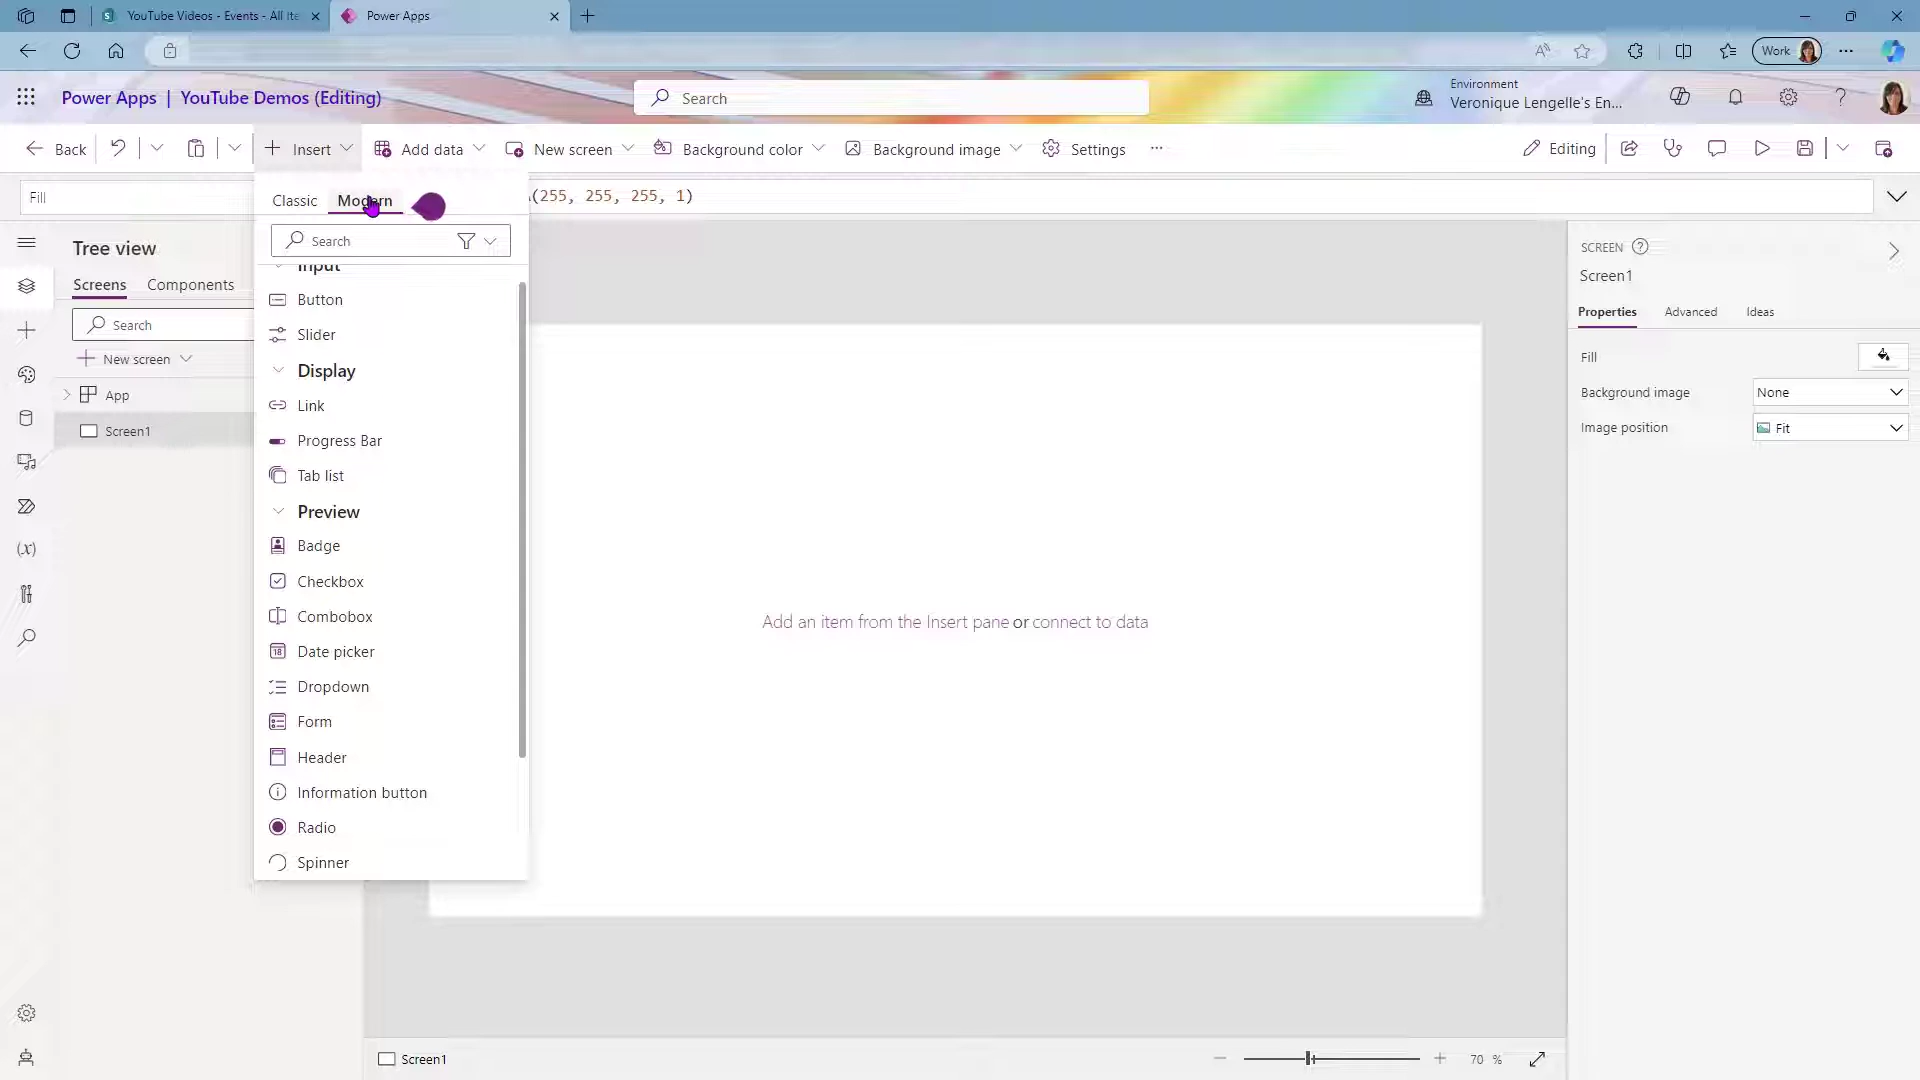 YouTube Videos - Events - All Ite
Power Apps
Work
Power Apps | YouTube Demos (Editing)
Search
Environment
Veronique Lengelle's En...
Back
Insert
Add data
New screen
Background color
Background image
Settings
Editing
Fill
(255, 255, 255, 1)
Classic
Modern
Search
Input
Button
Slider
Display
Link
Progress Bar
Tab list
Preview
Badge
Checkbox
Combobox
Date picker
Dropdown
Form
Header
Information button
Radio
Spinner
Tree view
Screens
Components
Search
New screen
App
Screen1
Add an item from the Insert pane or connect to data
SCREEN
Screen1
Properties
Advanced
Ideas
Fill
Background image
None
Image position
Fit
Screen1
70 %